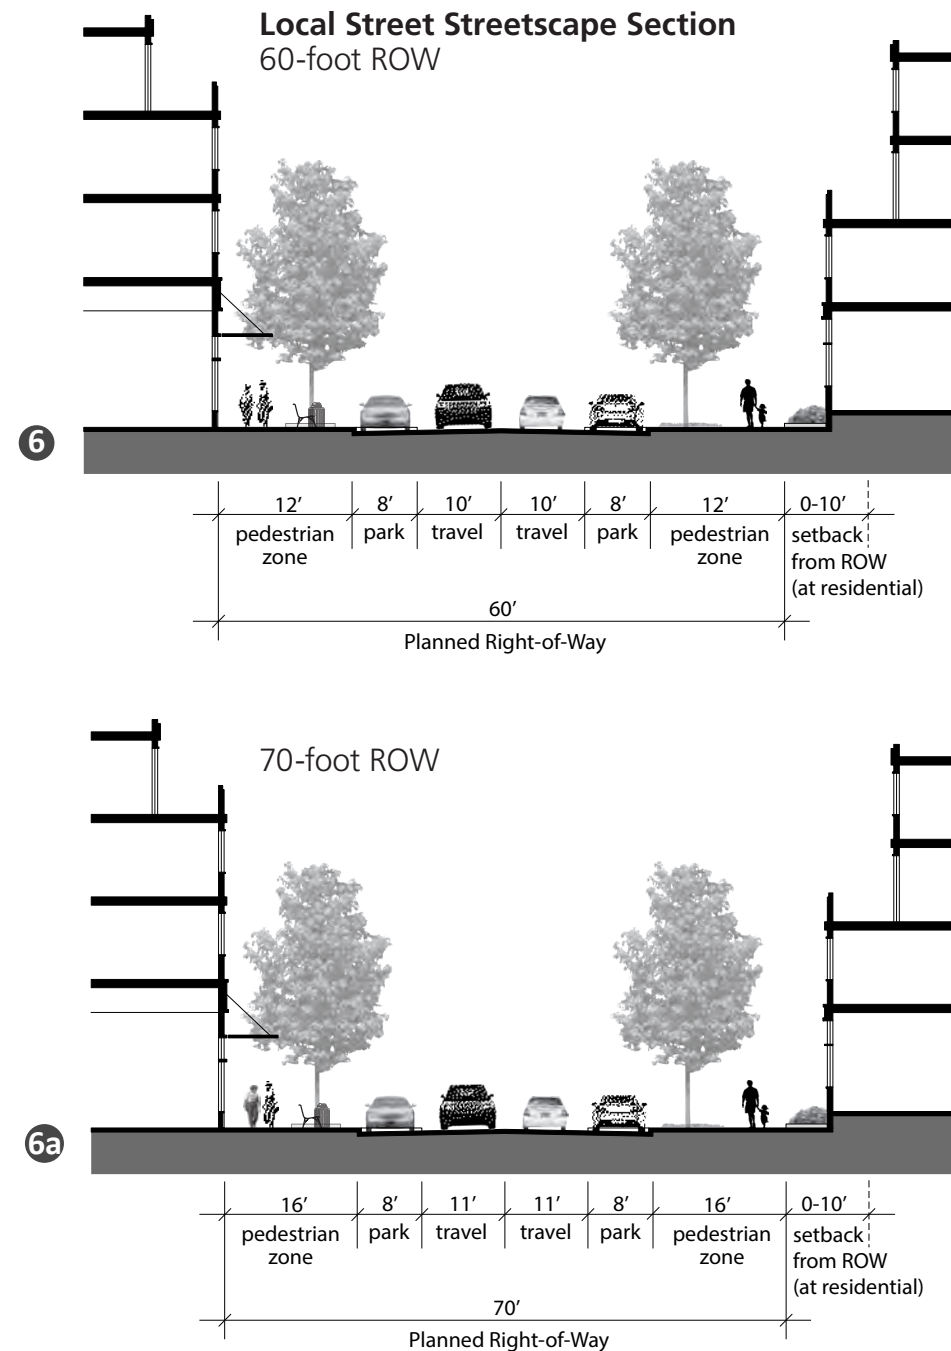 Local Street Streetscape Section
60-foot ROW
6
12’ 8’ 10’ 10’ 8’ 12’ 0-10’
pedestrian park travel travel park pedestrian setback
zone zone from ROW
(at residential)
60’
Planned Right-of-Way
70-foot ROW
6a
16’ 8’ 11’ 11’ 8’ 16’ 0-10’
pedestrian park travel travel park pedestrian setback
zone zone from ROW
(at residential)
70’
Planned Right-of-Way